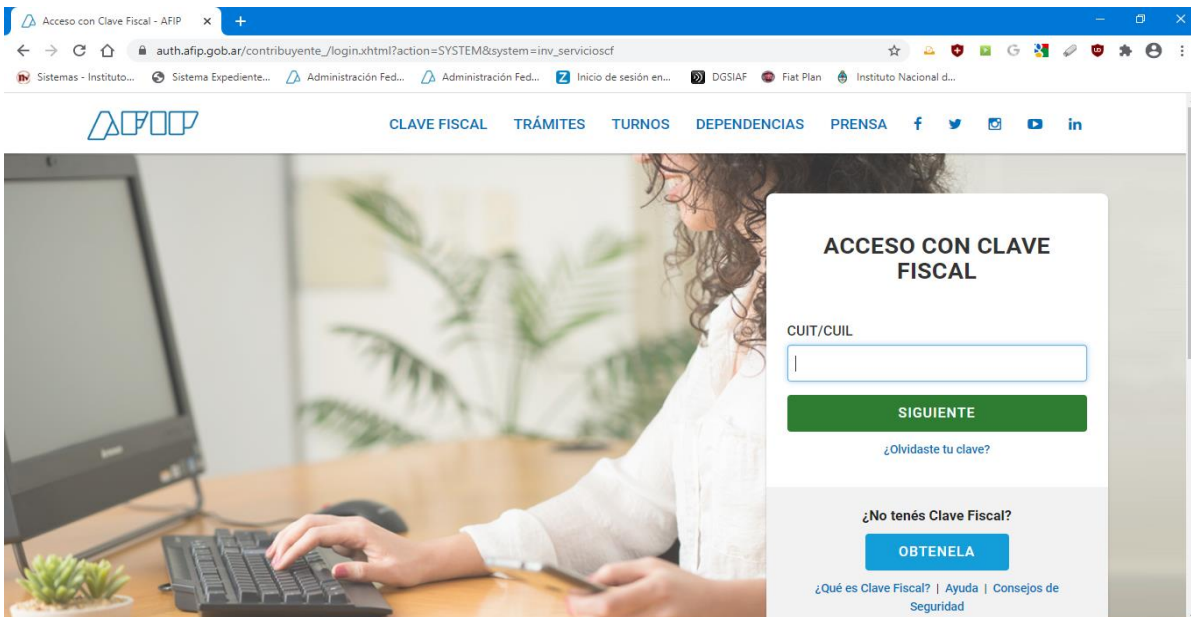 Acceso con Clave Fiscal - AFIP
auth.afip.gob.ar/contribuyente_/login.xhtml?action=SYSTEM&system=inv_servicioscf
Sistemas - Instituto... Sistema Expediente... Administración Fed... Administración Fed... Inicio de sesión en... DGSIAF Fiat Plan Instituto Nacional d...
AFIP CLAVE FISCAL TRÁMITES TURNOS DEPENDENCIAS PRENSA
ACCESO CON CLAVE
FISCAL
CUIT/CUIL
SIGUIENTE
¿Olvidaste tu clave?
¿No tenés Clave Fiscal?
OBTENELA
¿Qué es Clave Fiscal? | Ayuda | Consejos de
Seguridad